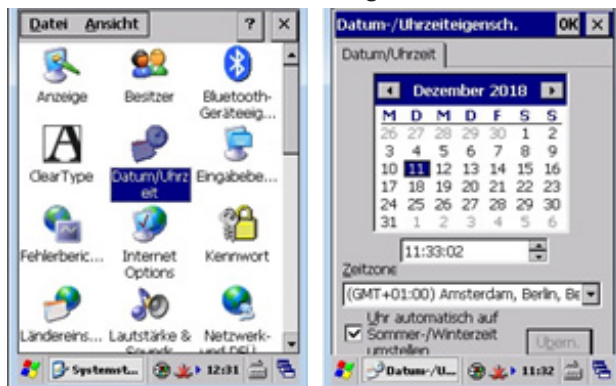 Datei Ansicht ? ×
Anzeige Besitzer Bluetooth-
Geräteeig...
ClearType Datum/Uhrz
eit Eingabebe...
Fehlerberic... Internet
Options Kennwort
Ländereins... Lautstärke &
Sounds Netzwerk-
und DFÜ
Systemst... 12:31
Datum-/Uhrzeiteigensch. OK ×
Datum/Uhrzeit
Dezember 2018
M D M D F S S
26 27 28 29 30 1 2
3 4 5 6 7 8 9
10 11 12 13 14 15 16
17 18 19 20 21 22 23
24 25 26 27 28 29 30
31 1 2 3 4 5 6
11:33:02
Zeitzone
(GMT+01:00) Amsterdam, Berlin, Be
Uhr automatisch auf
Sommer-/Winterzeit
umstellen
Übern.
Datum-/U... 11:32